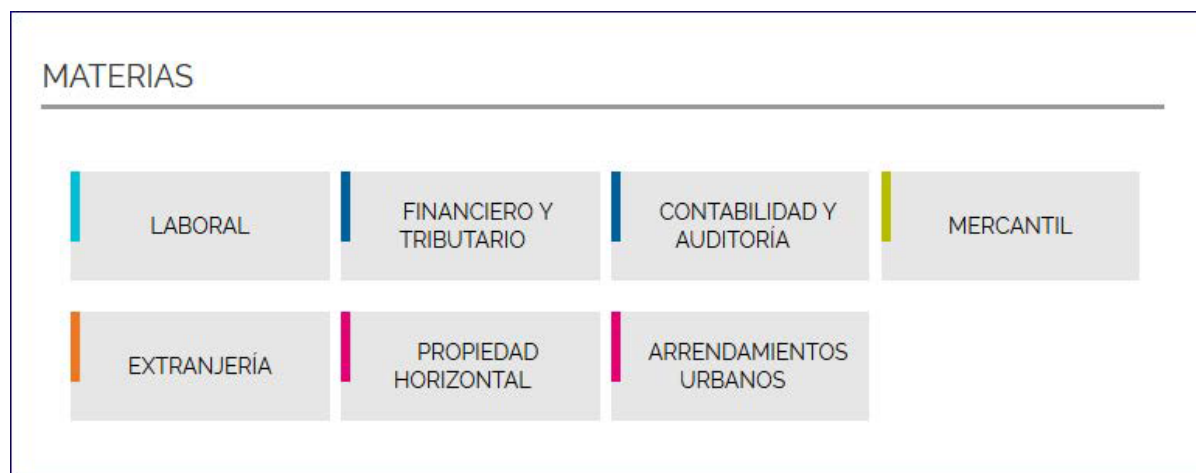 MATERIAS
LABORAL
FINANCIERO Y
TRIBUTARIO
CONTABILIDAD Y
AUDITORÍA
MERCANTIL
EXTRANJERÍA
PROPIEDAD
HORIZONTAL
ARRENDAMIENTOS
URBANOS